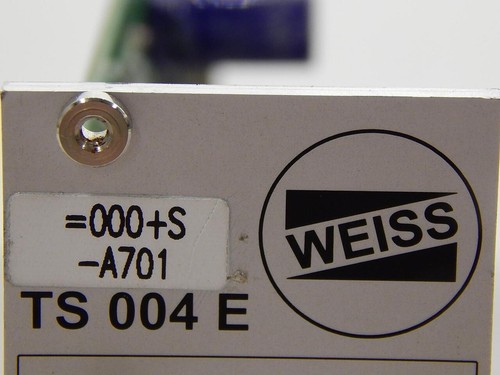 =000+S
-A701
TS 004 E
WEISS